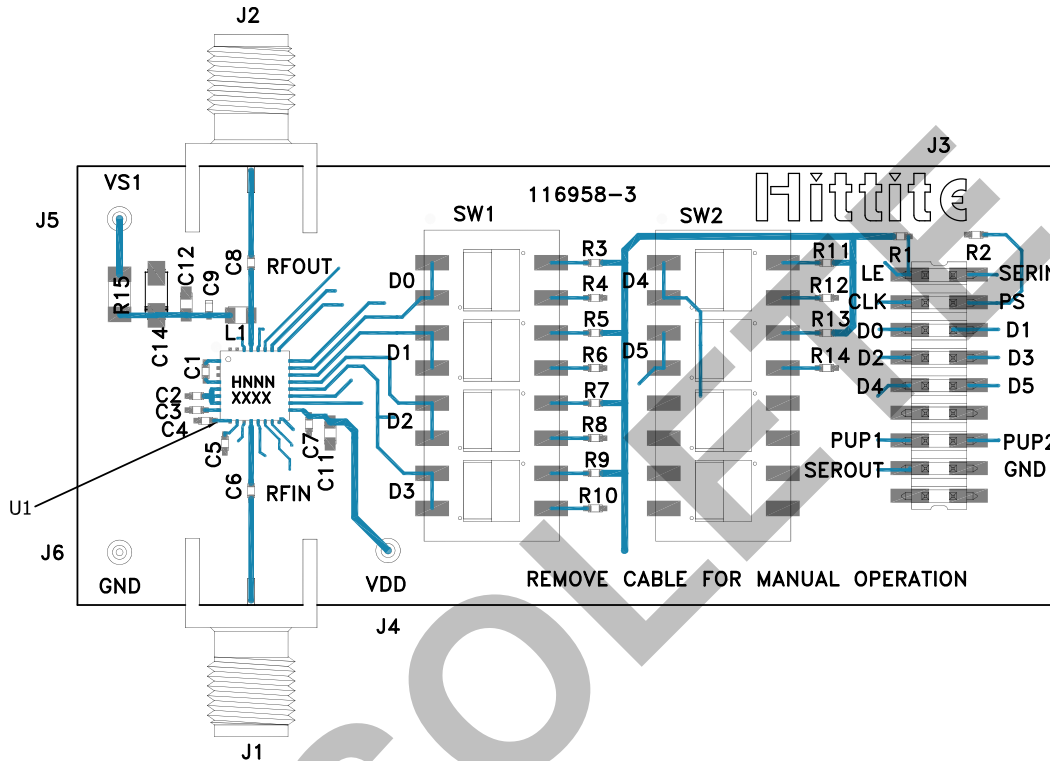 J2
J3
VS1
116958-3
Hittite
J5
SW1
SW2
R3
R11
R1
R2
C12
C8
RFOUT
D0
D4
LE
SERIN
R15
C9
R4
R12
CLK
PS
C14
L1
R5
R13
D0
D1
D1
D5
C1
R6
R14
D2
D3
HNNN
XXXX
C2
R7
D4
D5
C3
C4
D2
R8
PUP1
PUP2
C5
C7
C11
R9
SEROUT
GND
C6
RFIN
D3
R10
U1
J6
GND
VDD
REMOVE CABLE FOR MANUAL OPERATION
J4
J1
OLETE